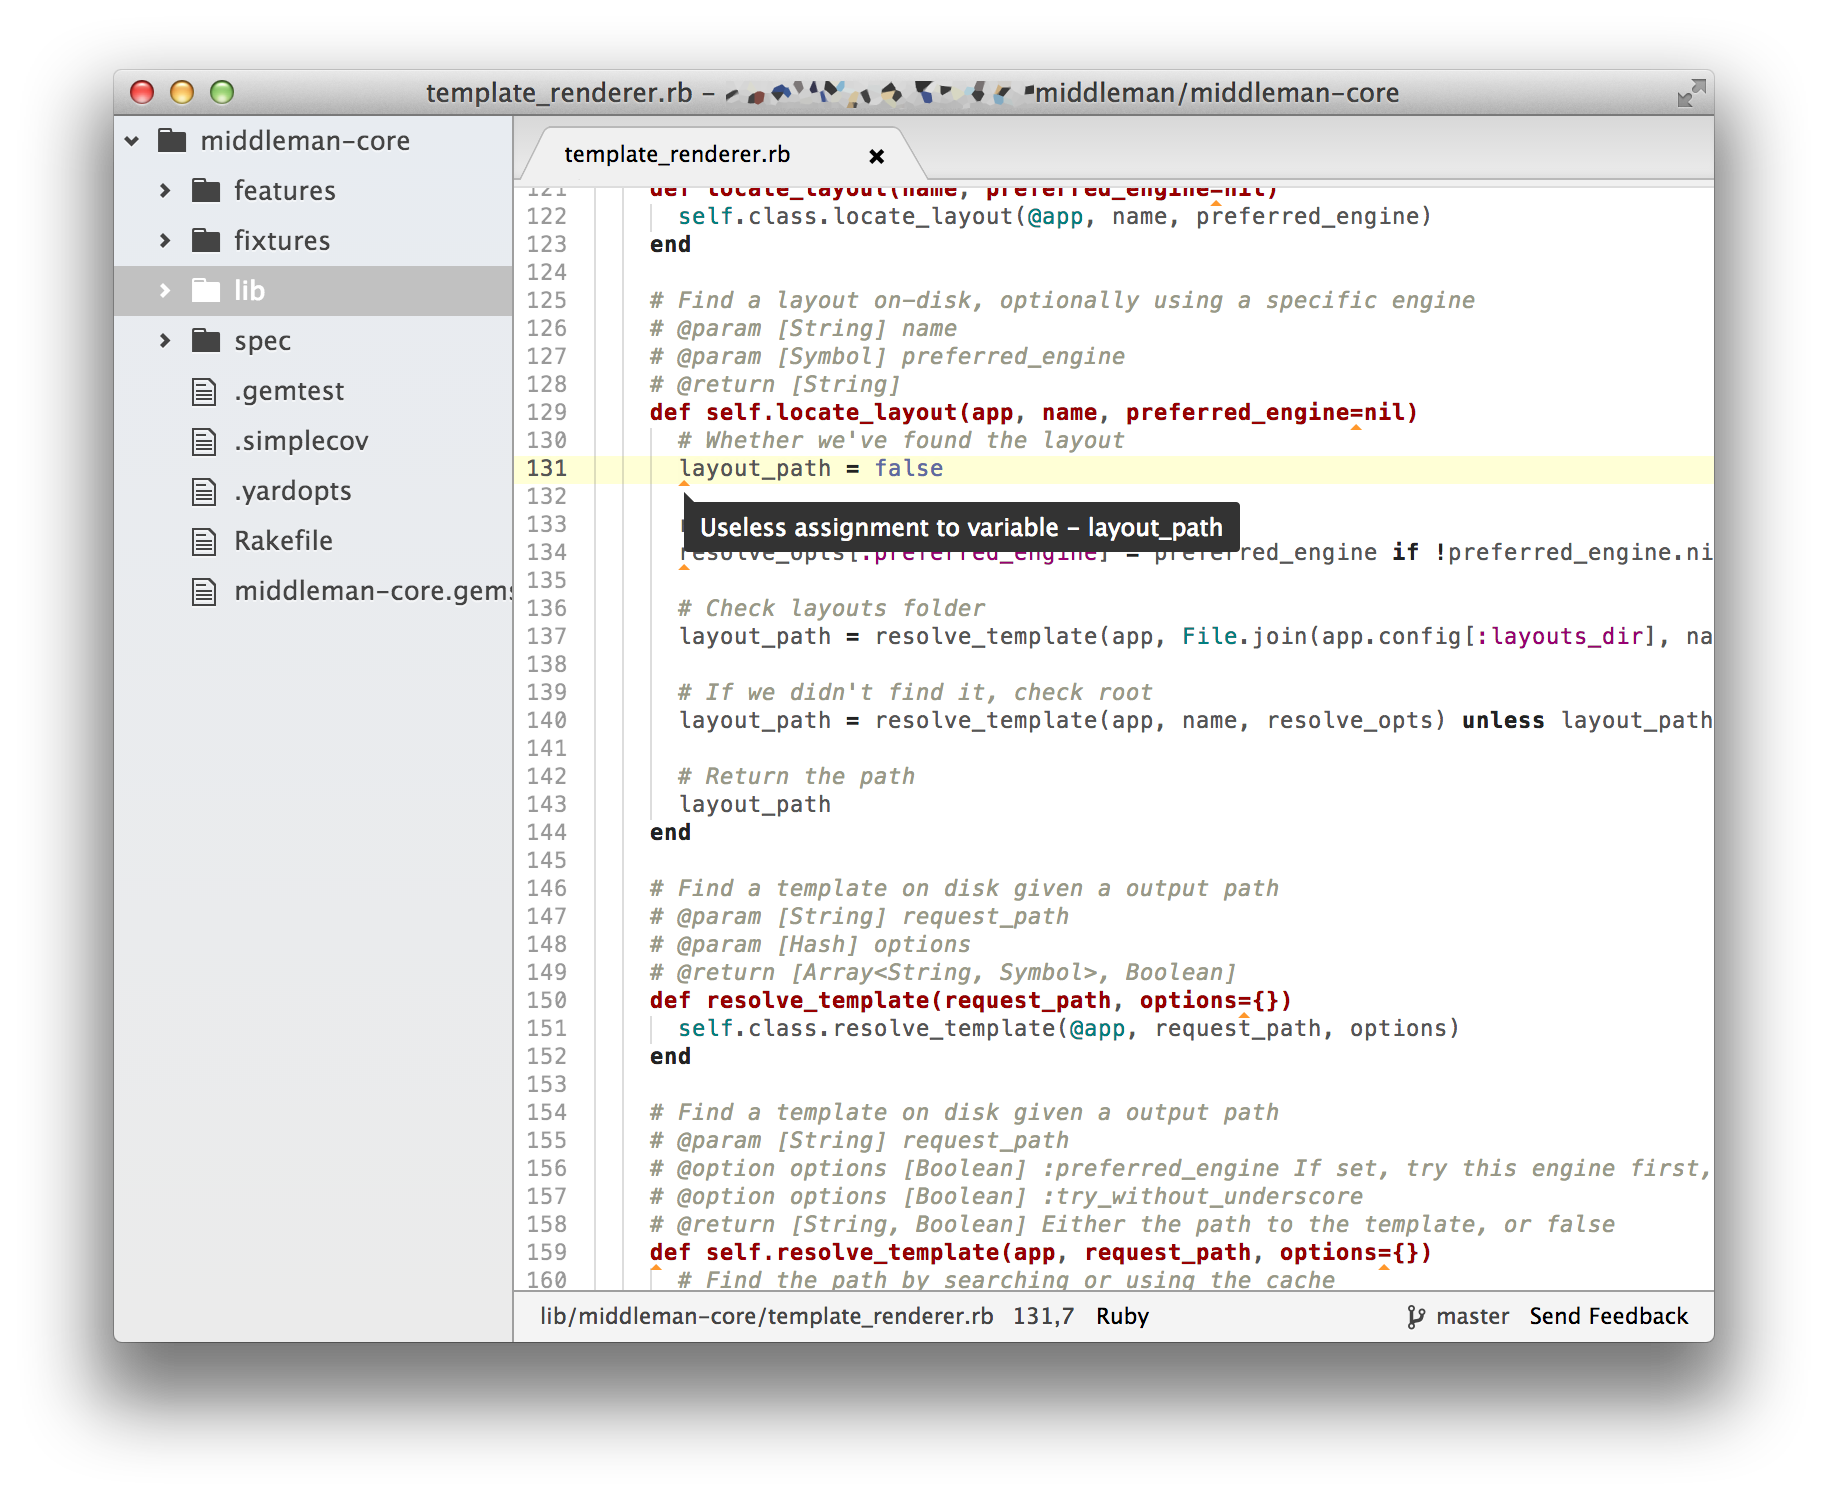 template_renderer.rb – middleman/middleman-core
middleman-core
features
fixtures
lib
spec
.gemtest
.simplecov
.yardopts
Rakefile
middleman-core.gems
template_renderer.rb
121 def locate_layout(name, preferred_engine=nil)
122 self.class.locate_layout(@app, name, preferred_engine)
123 end
124
125 # Find a layout on-disk, optionally using a specific engine
126 # @param [String] name
127 # @param [Symbol] preferred_engine
128 # @return [String]
129 def self.locate_layout(app, name, preferred_engine=nil)
130 # Whether we've found the layout
131 layout_path = false
132
Useless assignment to variable – layout_path
133
134 resolve_opts[:preferred_engine] = preferred_engine if !preferred_engine.ni
135
136 # Check layouts folder
137 layout_path = resolve_template(app, File.join(app.config[:layouts_dir], na
138
139 # If we didn't find it, check root
140 layout_path = resolve_template(app, name, resolve_opts) unless layout_path
141
142 # Return the path
143 layout_path
144 end
145
146 # Find a template on disk given a output path
147 # @param [String] request_path
148 # @param [Hash] options
149 # @return [Array<String, Symbol>, Boolean]
150 def resolve_template(request_path, options={})
151 self.class.resolve_template(@app, request_path, options)
152 end
153
154 # Find a template on disk given a output path
155 # @param [String] request_path
156 # @option options [Boolean] :preferred_engine If set, try this engine first,
157 # @option options [Boolean] :try_without_underscore
158 # @return [String, Boolean] Either the path to the template, or false
159 def self.resolve_template(app, request_path, options={})
160 # Find the path by searching or using the cache
lib/middleman-core/template_renderer.rb 131,7 Ruby master Send Feedback